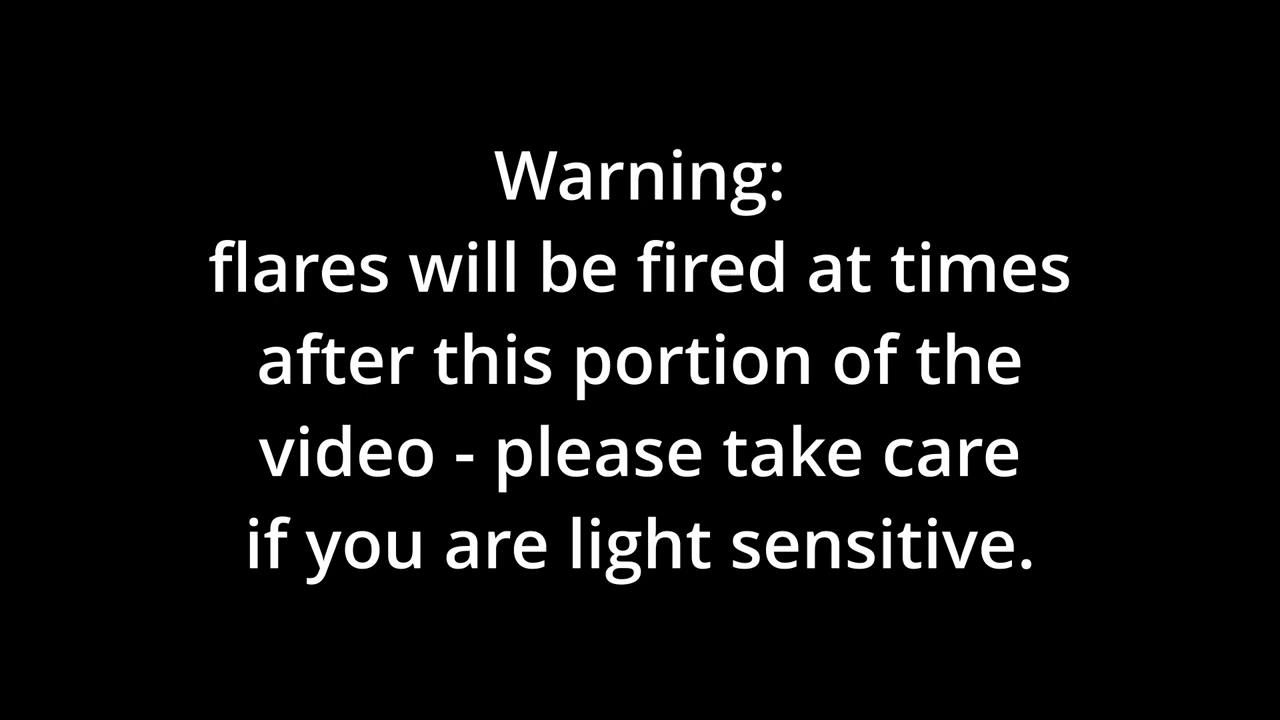 Warning:
flares will be fired at times
after this portion of the
video - please take care
if you are light sensitive.